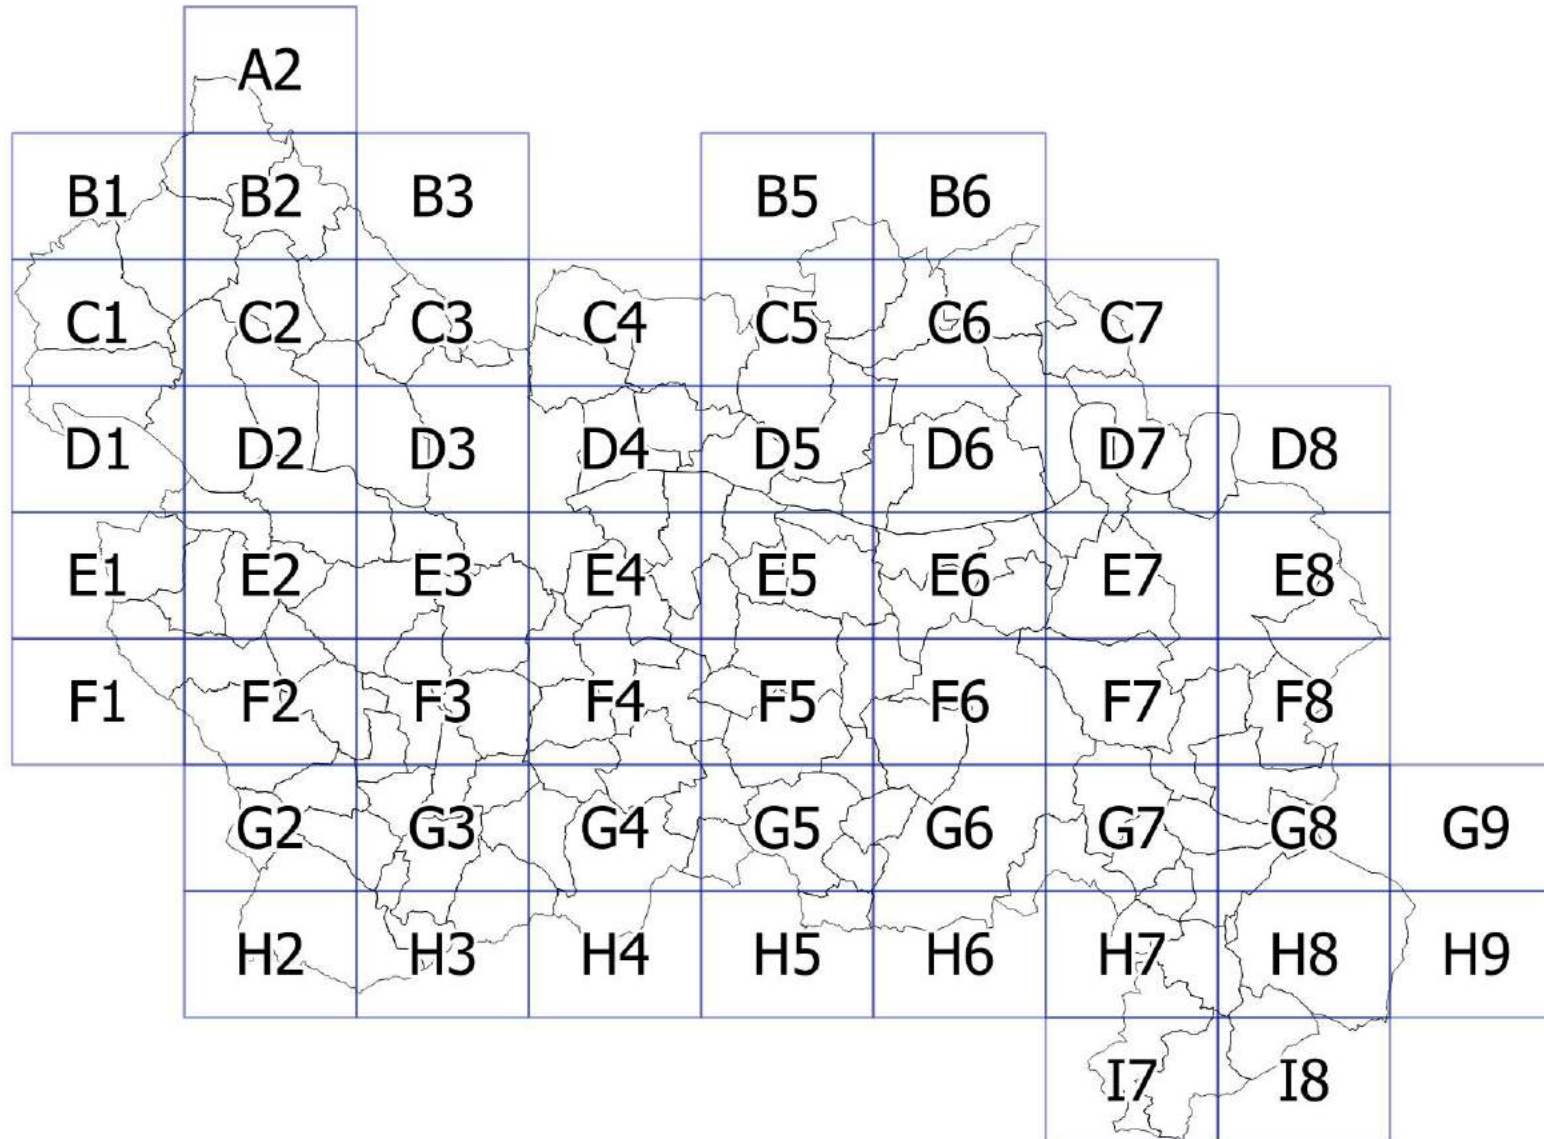 A2
B1 B2 B3 B5 B6
C1 C2 C3 C4 C5 C6 C7
D1 D2 D3 D4 D5 D6 D7 D8
E1 E2 E3 E4 E5 E6 E7 E8
F1 F2 F3 F4 F5 F6 F7 F8
G2 G3 G4 G5 G6 G7 G8 G9
H2 H3 H4 H5 H6 H7 H8 H9
I7 I8